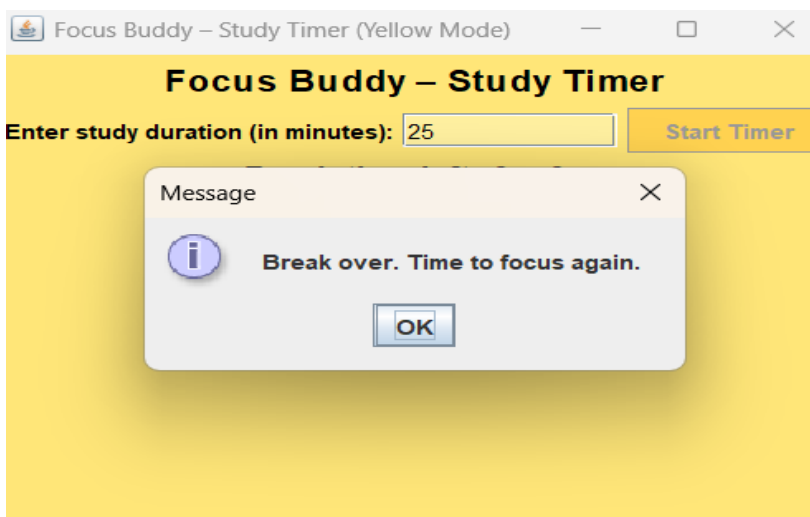 Focus Buddy – Study Timer (Yellow Mode)
Focus Buddy – Study Timer
Enter study duration (in minutes): 25 Start Timer
Message
Break over. Time to focus again.
OK